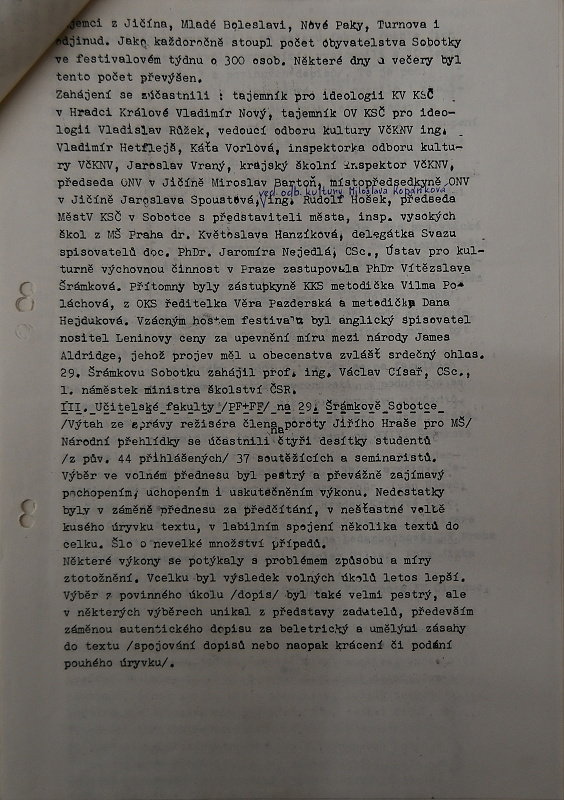 jemci z Jičína, Mladé Boleslavi, Nové Paky, Turnova i
odjinud. Jako každoročně stoupl počet obyvatelstva Sobotky
ve festivalovém týdnu o 300 osob. Některé dny a večery byl
tento počet převýšen.
Zahájení se zúčastnili : tajemník pro ideologii KV KSČ
v Hradci Králové Vladimír Nový, tajemník OV KSČ pro ideo-
logii Vladislav Růžek, vedoucí odboru kultury VčKNV ing.
Vladimír Hetflejš, Káťa Vorlová, inspektorka odboru kultu-
ry VčKNV, Jaroslav Vraný, krajský školní inspektor VčKNV,
předseda ONV v Jičíně Miroslav Bartoň, místopředsedkyně ONV
ved. odb. kultury Miloslava Kopáňková
v Jičíně Jaroslava Spoustová, ing. Rudolf Hošek, předseda
MěstV KSČ v Sobotce s představiteli města, insp. vysokých
škol z MŠ Praha dr. Květoslava Hanzíková, delegátka Svazu
spisovatelů doc. PhDr. Jaromíra Nejedlá, CSc., Ústav pro kul-
turně výchovnou činnost v Praze zastupovala PhDr Vítězslava
Šrámková. Přítomny byly zástupkyně KKS metodička Vilma Po-
láchová, z OKS ředitelka Věra Pazderská a metodička Dana
Hejduková. Vzácným hostem festivalu byl anglický spisovatel
nositel Leninovy ceny za upevnění míru mezi národy James
Aldridge, jehož projev měl u obecenstva zvlášť srdečný ohlas.
29. Šrámkovu Sobotku zahájil prof. ing. Václav Císař, CSc.,
1. náměstek ministra školství ČSR.
III. Učitelské fakulty /PF+FF/ na 29. Šrámkově Sobotce
/Výtah ze zprávy režiséra člena poroty Jiřího Hraše pro MŠ/
na
Národní přehlídky se účastnili čtyři desítky studentů
/z pův. 44 přihlášených/ 37 soutěžících a seminaristů.
Výběr ve volném přednesu byl pestrý a převážně zajímavý
pochopením, uchopením i uskutečněním výkonu. Nedostatky
byly v záměně přednesu za předčítání, v nešťastné volbě
kusého úryvku textu, v labilním spojení několika textů do
celku. Šlo o nevelké množství případů.
Některé výkony se potýkaly s problémem způsobu a míry
ztotožnění. Vcelku byl výsledek volných úkolů letos lepší.
Výběr z povinného úkolu /dopis/ byl také velmi pestrý, ale
v některých výběrech unikal z představy zadatelů, především
záměnou autentického dopisu za beletrický a umělými zásahy
do textu /spojování dopisů nebo naopak krácení či podání
pouhého úryvku/.